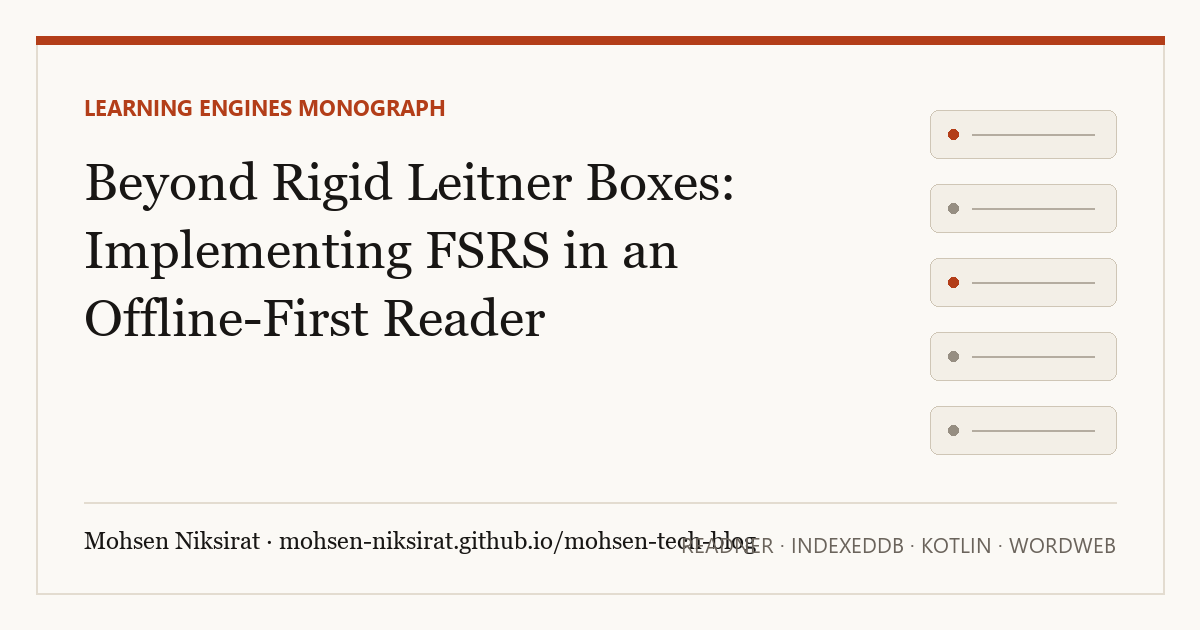 LEARNING ENGINES MONOGRAPH
Beyond Rigid Leitner Boxes:
Implementing FSRS in an
Offline-First Reader
Mohsen Niksirat · mohsen-niksirat.github.io/mohsen-tech-blog
READNER · INDEXEDDB · KOTLIN · WORDWEB